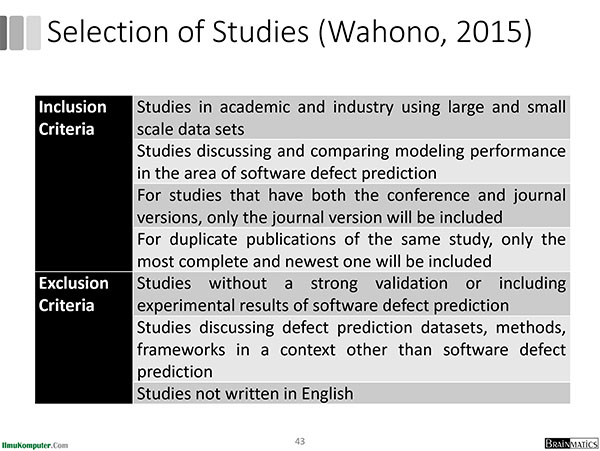 Selection of Studies (Wahono, 2015)
Inclusion
Criteria
Studies in academic and industry using large and small
scale data sets
Studies discussing and comparing modeling performance
in the area of software defect prediction
For studies that have both the conference and journal
versions, only the journal version will be included
For duplicate publications of the same study, only the
most complete and newest one will be included
Exclusion
Criteria
Studies without a strong validation or including
experimental results of software defect prediction
Studies discussing defect prediction datasets, methods,
frameworks in a context other than software defect
prediction
Studies not written in English
IlmuKomputer.Com
43
BRAINMATICS